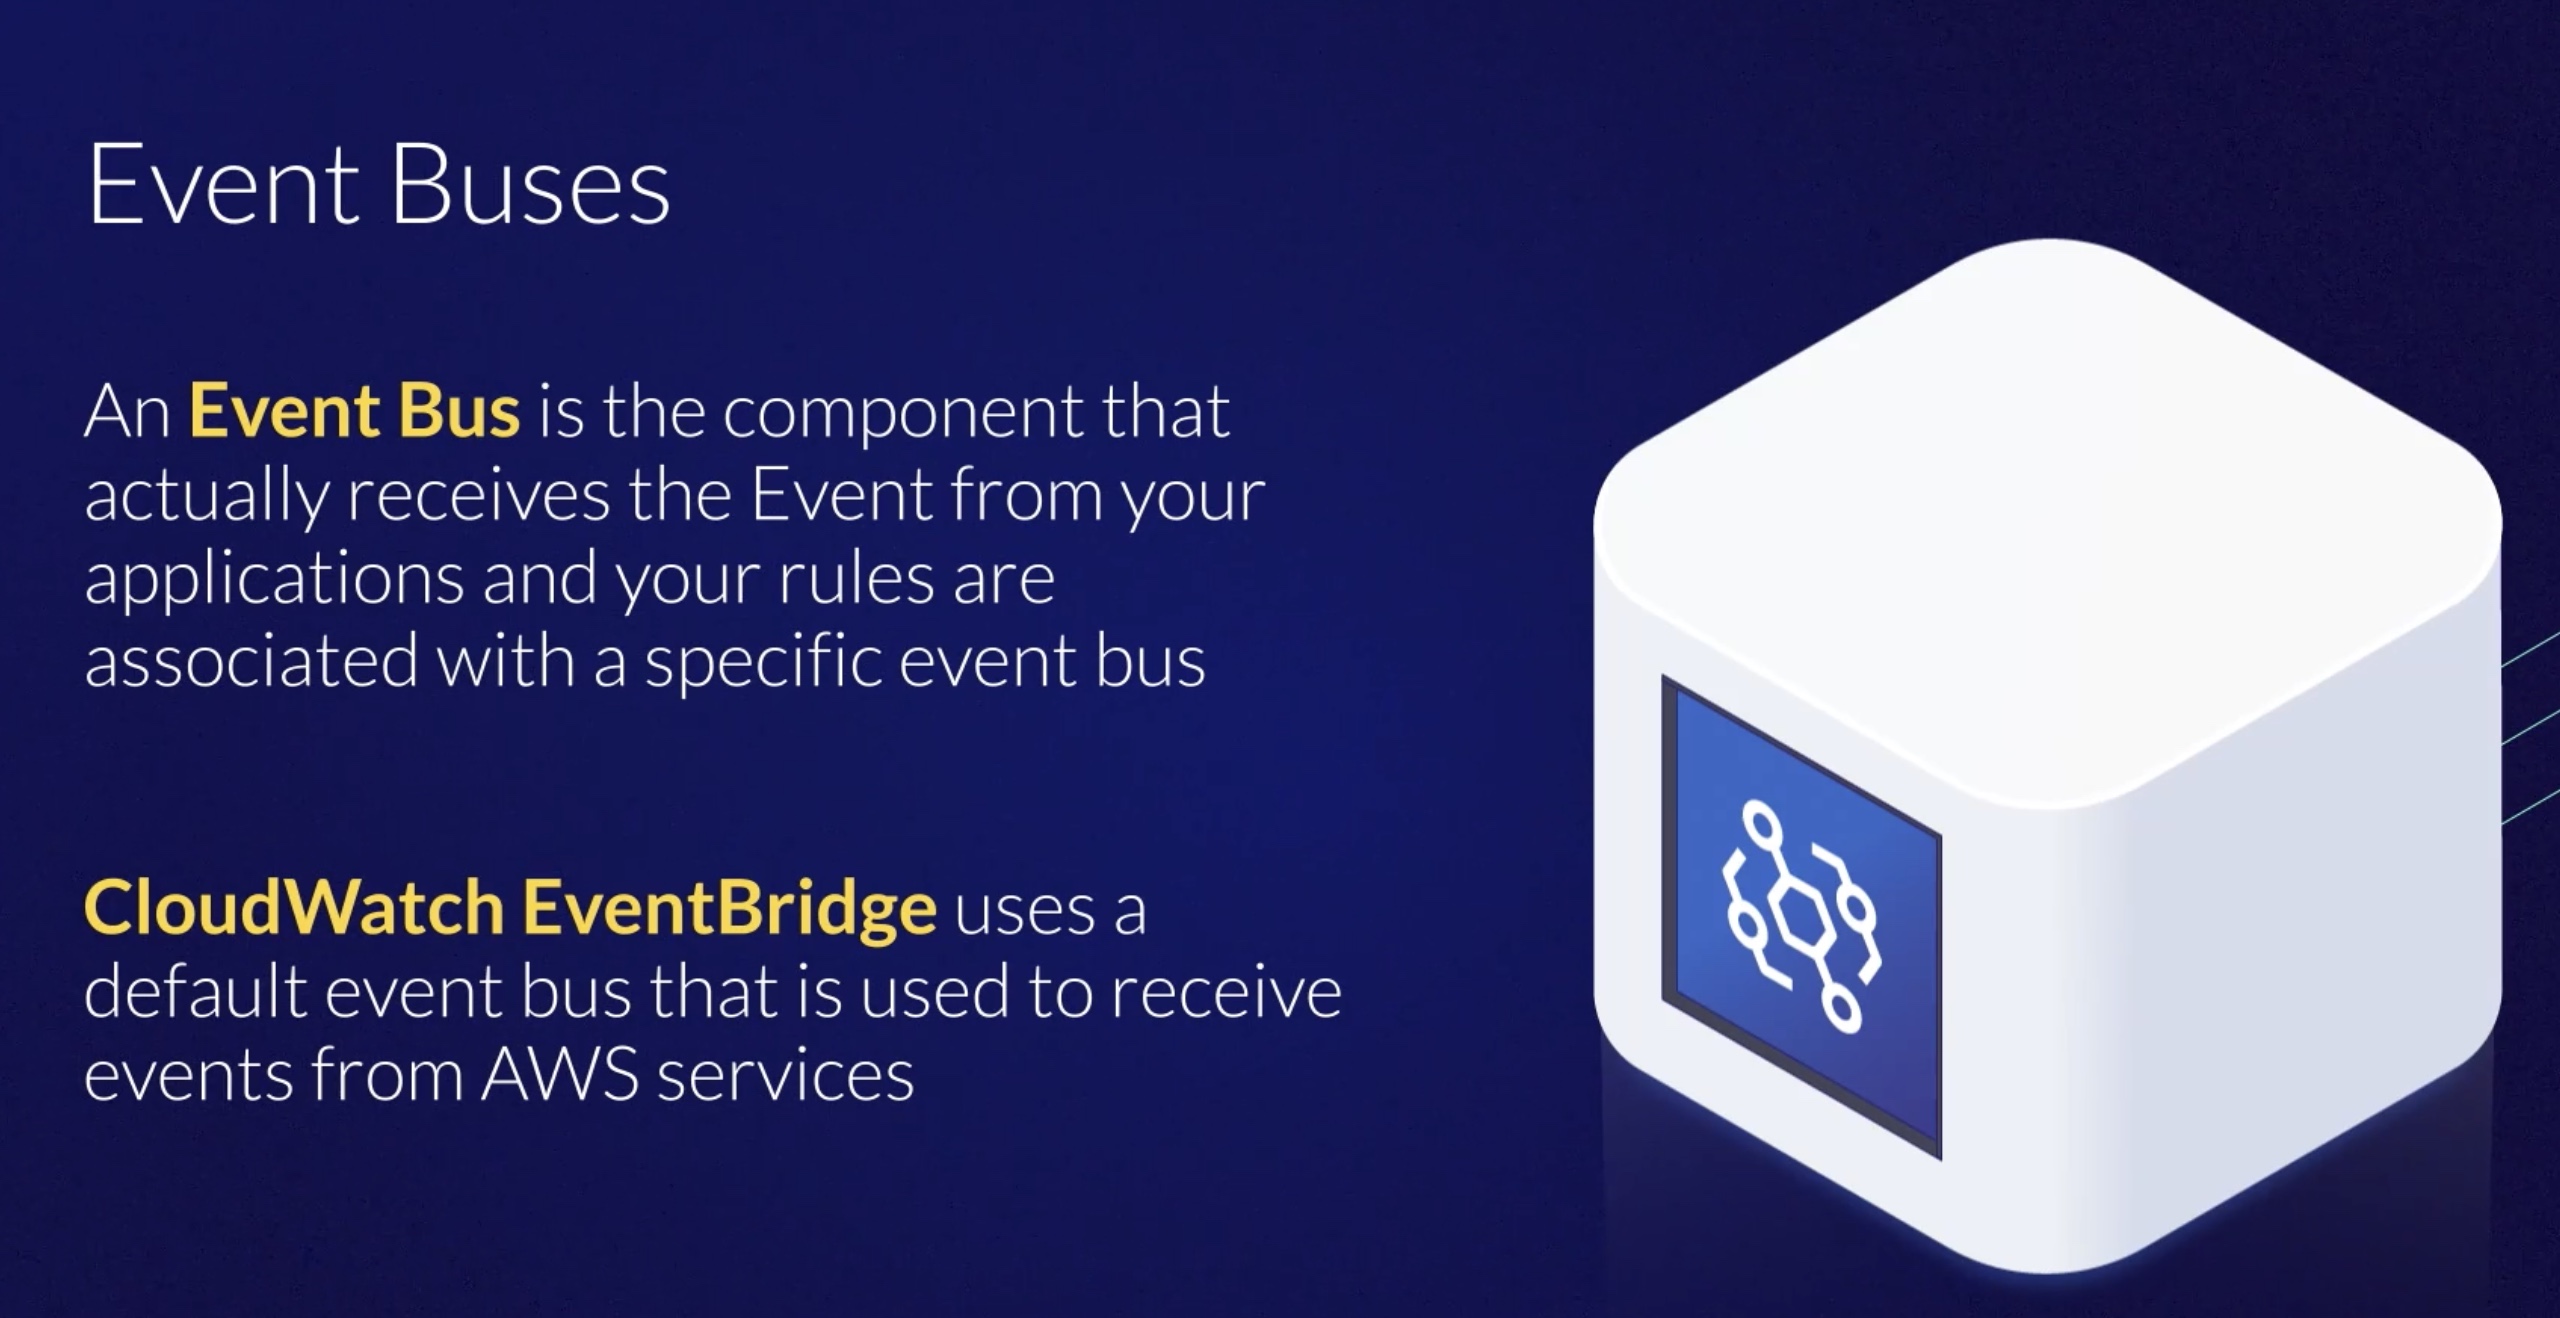 Event Buses
An Event Bus is the component that
actually receives the Event from your
applications and your rules are
associated with a specific event bus
CloudWatch EventBridge uses a
default event bus that is used to receive
events from AWS services